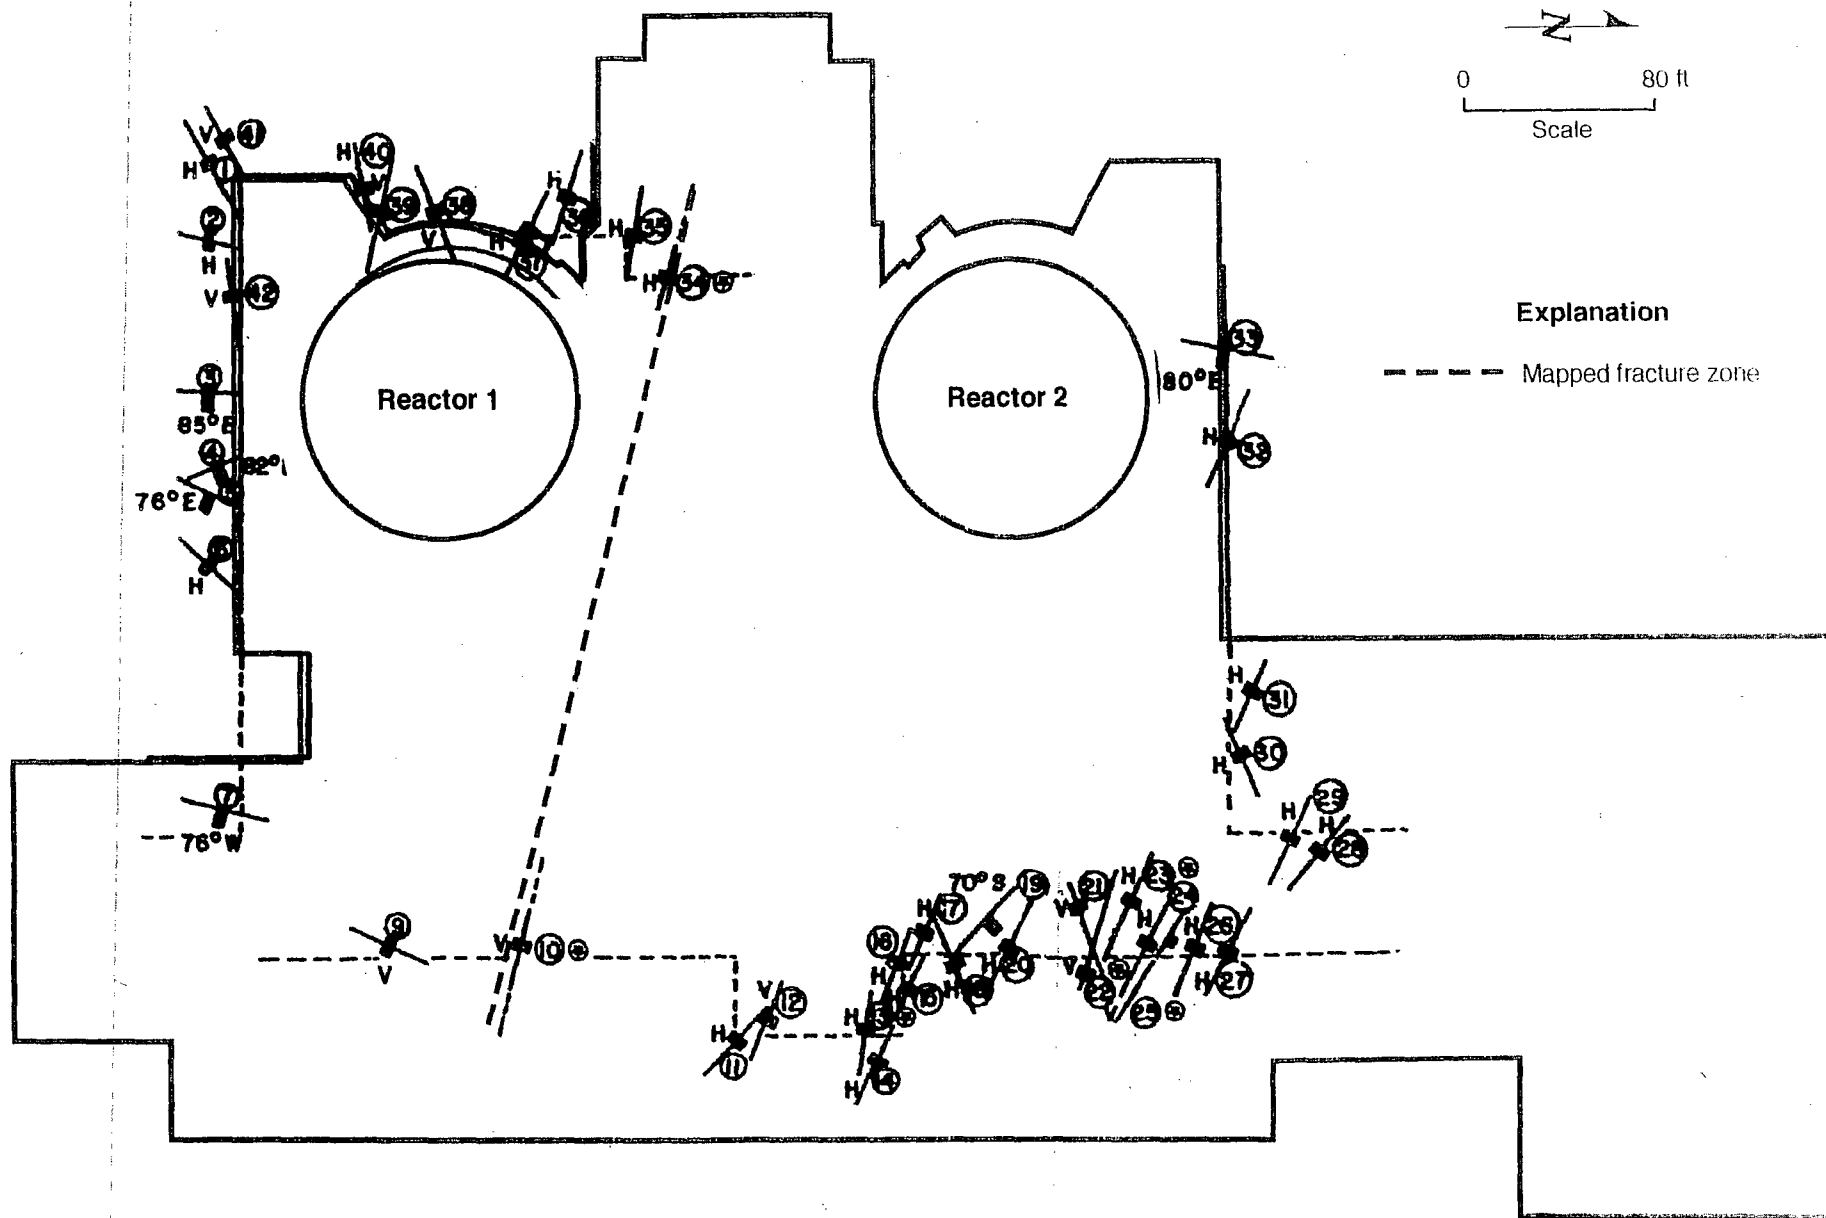 N
0 80 ft
Scale
Explanation
Mapped fracture zone
Reactor 1
Reactor 2
V 41
H 1
2
H
V 42
3
85°E
4
82°
76°E
5
6
H
7
76°W
H 40
V
39
38
V
H
36
H
H 35
H 34
33
80°E
H
32
H
31
H 30
H 29
H
28
9
V
V 10
V 12
H
11
70°S 19
H 17
18
H
H 20
H
16
H 13
14
H
21
H 23
24
H
V
22
V 25
H 26
H 27